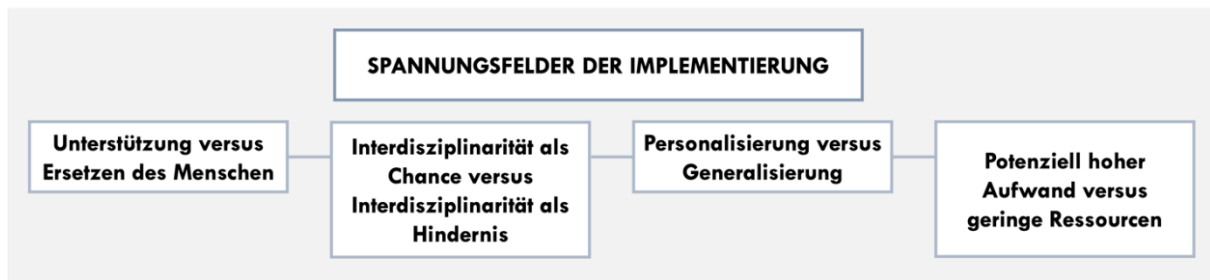 SPANNUNGSFELDER DER IMPLEMENTIERUNG
Unterstützung versus
Ersetzen des Menschen
Interdisziplinarität als
Chance versus
Interdisziplinarität als
Hindernis
Personalisierung versus
Generalisierung
Potenziell hoher
Aufwand versus
geringe Ressourcen